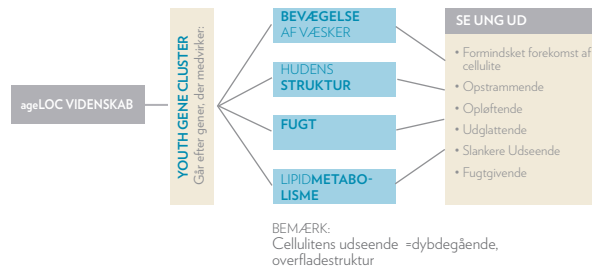 ageLOC VIDENSKAB
YOUTH GENE CLUSTER
Går efter gener, der medvirker:
BEVÆGELSE
AF VÆSKER
HUDENS
STRUKTUR
FUGT
LIPIDMETABO-
LISME
SE UNG UD
• Formindsket forekomst af
cellulite
• Opstrammende
• Opløftende
• Udglattende
• Slankere Udseende
• Fugtgivende
BEMÆRK:
Cellulitens udseende =dybdegående,
overfladestruktur